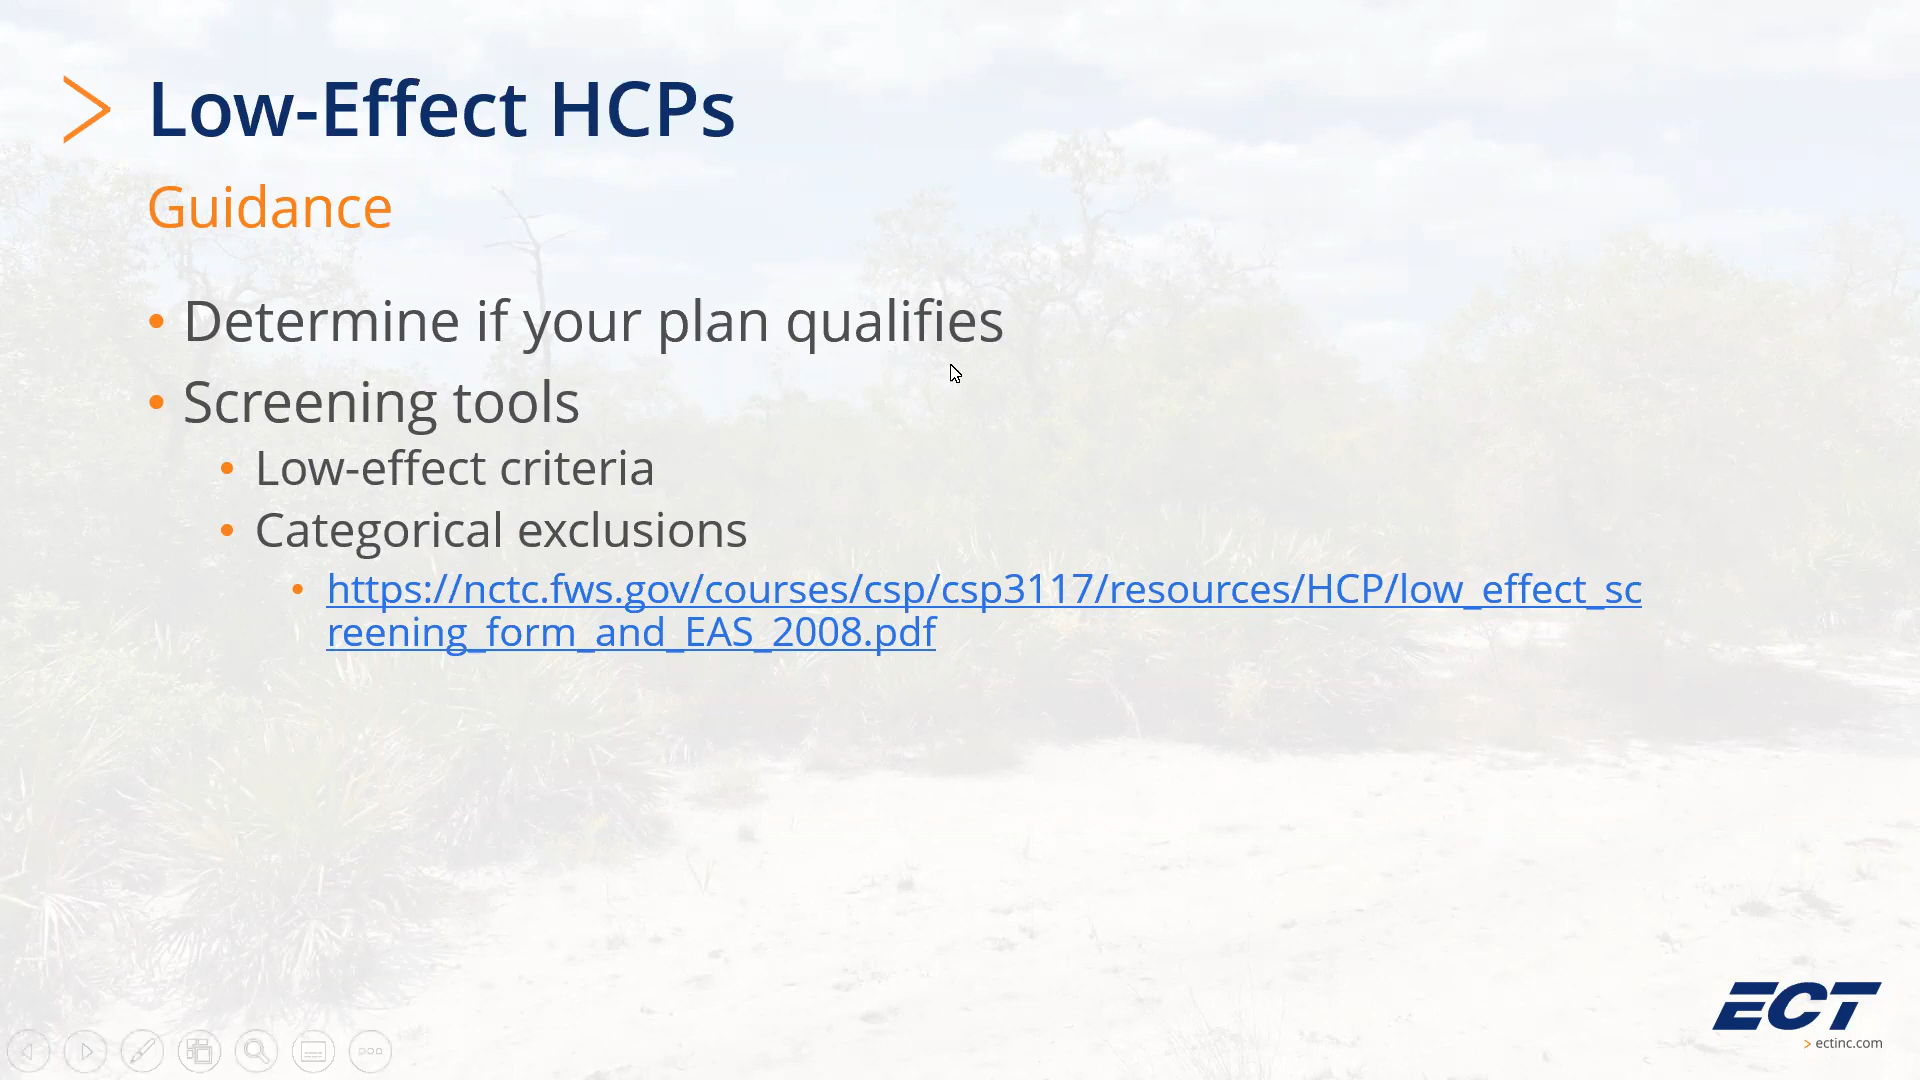 Low-Effect HCPs
Guidance
• Determine if your plan qualifies
• Screening tools
• Low-effect criteria
• Categorical exclusions
• https://nctc.fws.gov/courses/csp/csp3117/resources/HCP/low_effect_sc
reening_form_and_EAS_2008.pdf
ECT
> ectinc.com